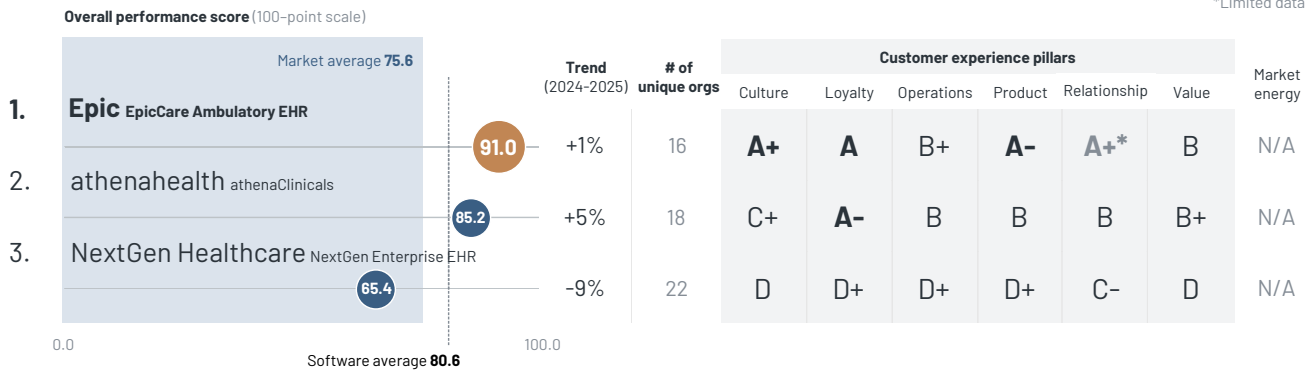 *Limited data
Overall performance score (100-point scale)
Market average 75.6
Trend
(2024-2025)
# of
unique orgs
Customer experience pillars
Culture Loyalty Operations Product Relationship Value
Market
energy
1. Epic EpicCare Ambulatory EHR
91.0 +1% 16 A+ A B+ A- A+* B N/A
2. athenahealth athenaClinicals
85.2 +5% 18 C+ A- B B B B+ N/A
3. NextGen Healthcare NextGen Enterprise EHR
65.4 -9% 22 D D+ D+ D+ C- D N/A
0.0 100.0
Software average 80.6